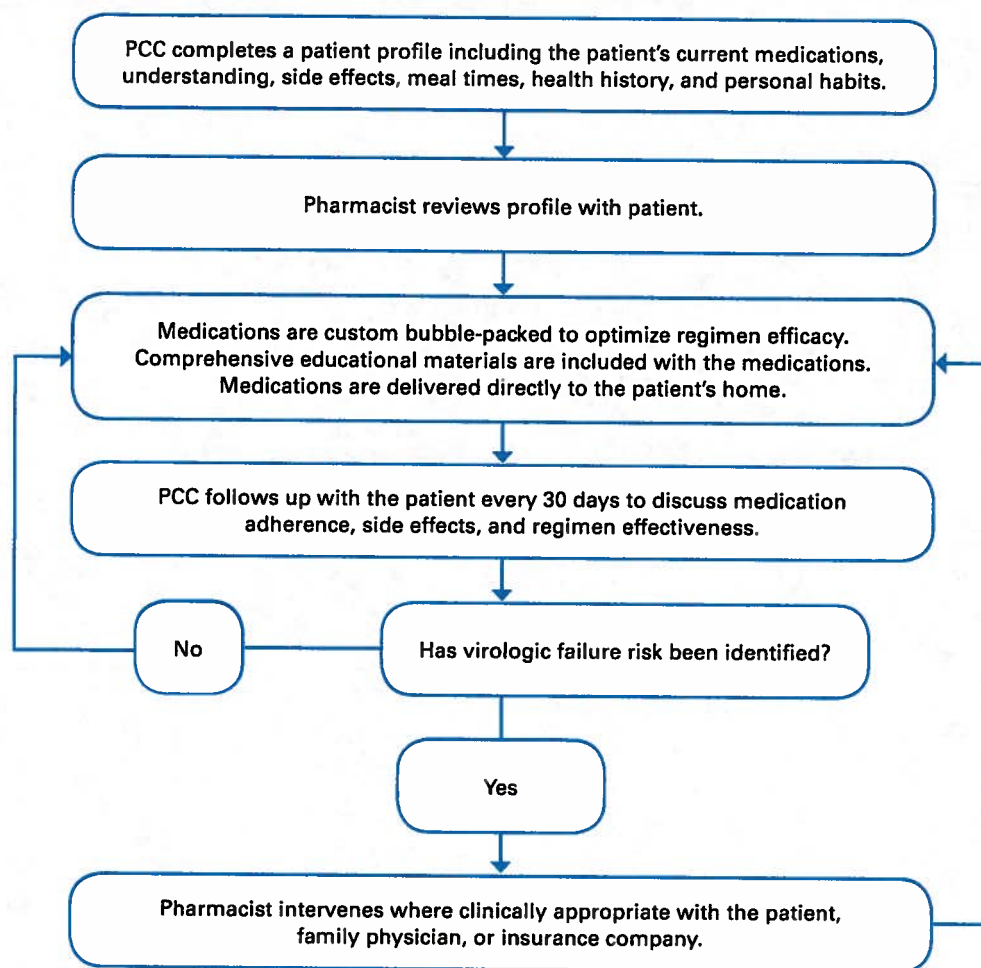 PCC completes a patient profile including the patient's current medications,
understanding, side effects, meal times, health history, and personal habits.
Pharmacist reviews profile with patient.
Medications are custom bubble-packed to optimize regimen efficacy.
Comprehensive educational materials are included with the medications.
Medications are delivered directly to the patient's home.
PCC follows up with the patient every 30 days to discuss medication
adherence, side effects, and regimen effectiveness.
No
Has virologic failure risk been identified?
Yes
Pharmacist intervenes where clinically appropriate with the patient,
family physician, or insurance company.